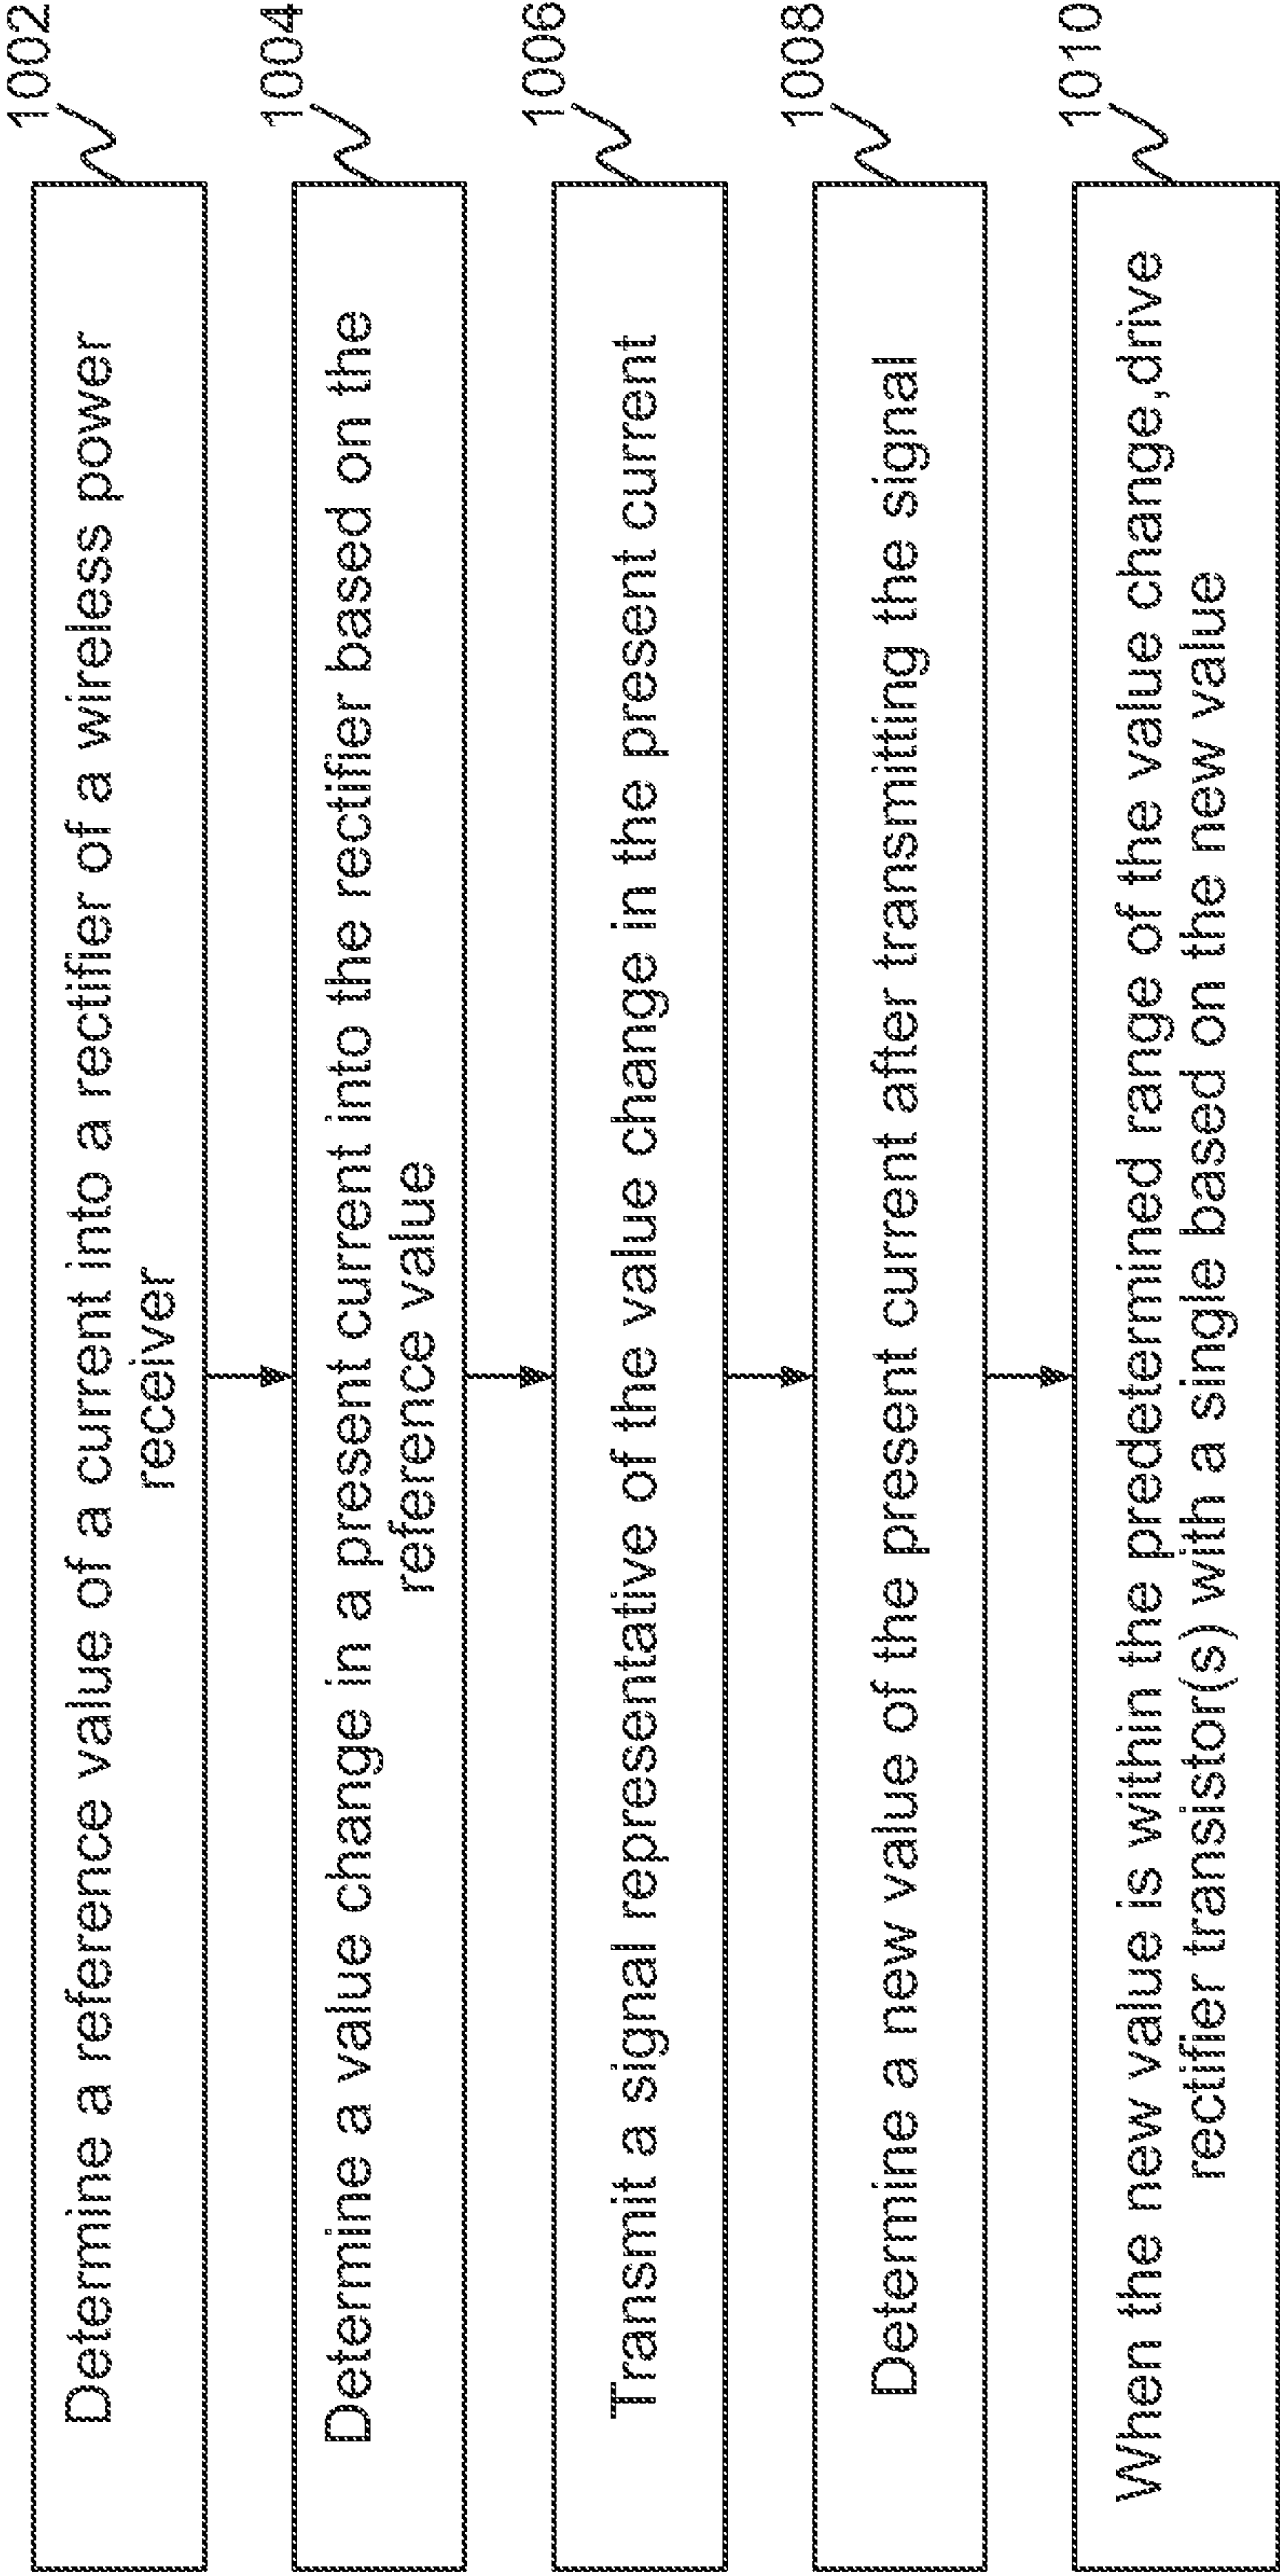 1002
Determine a reference value of a current into a rectifier of a wireless power
receiver
1004
Determine a value change in a present current into the rectifier based on the
reference value
1006
Transmit a signal representative of the value change in the present current
1008
Determine a new value of the present current after transmitting the signal
1010
When the new value is within the predetermined range of the value change,drive
rectifier transistor(s) with a single based on the new value